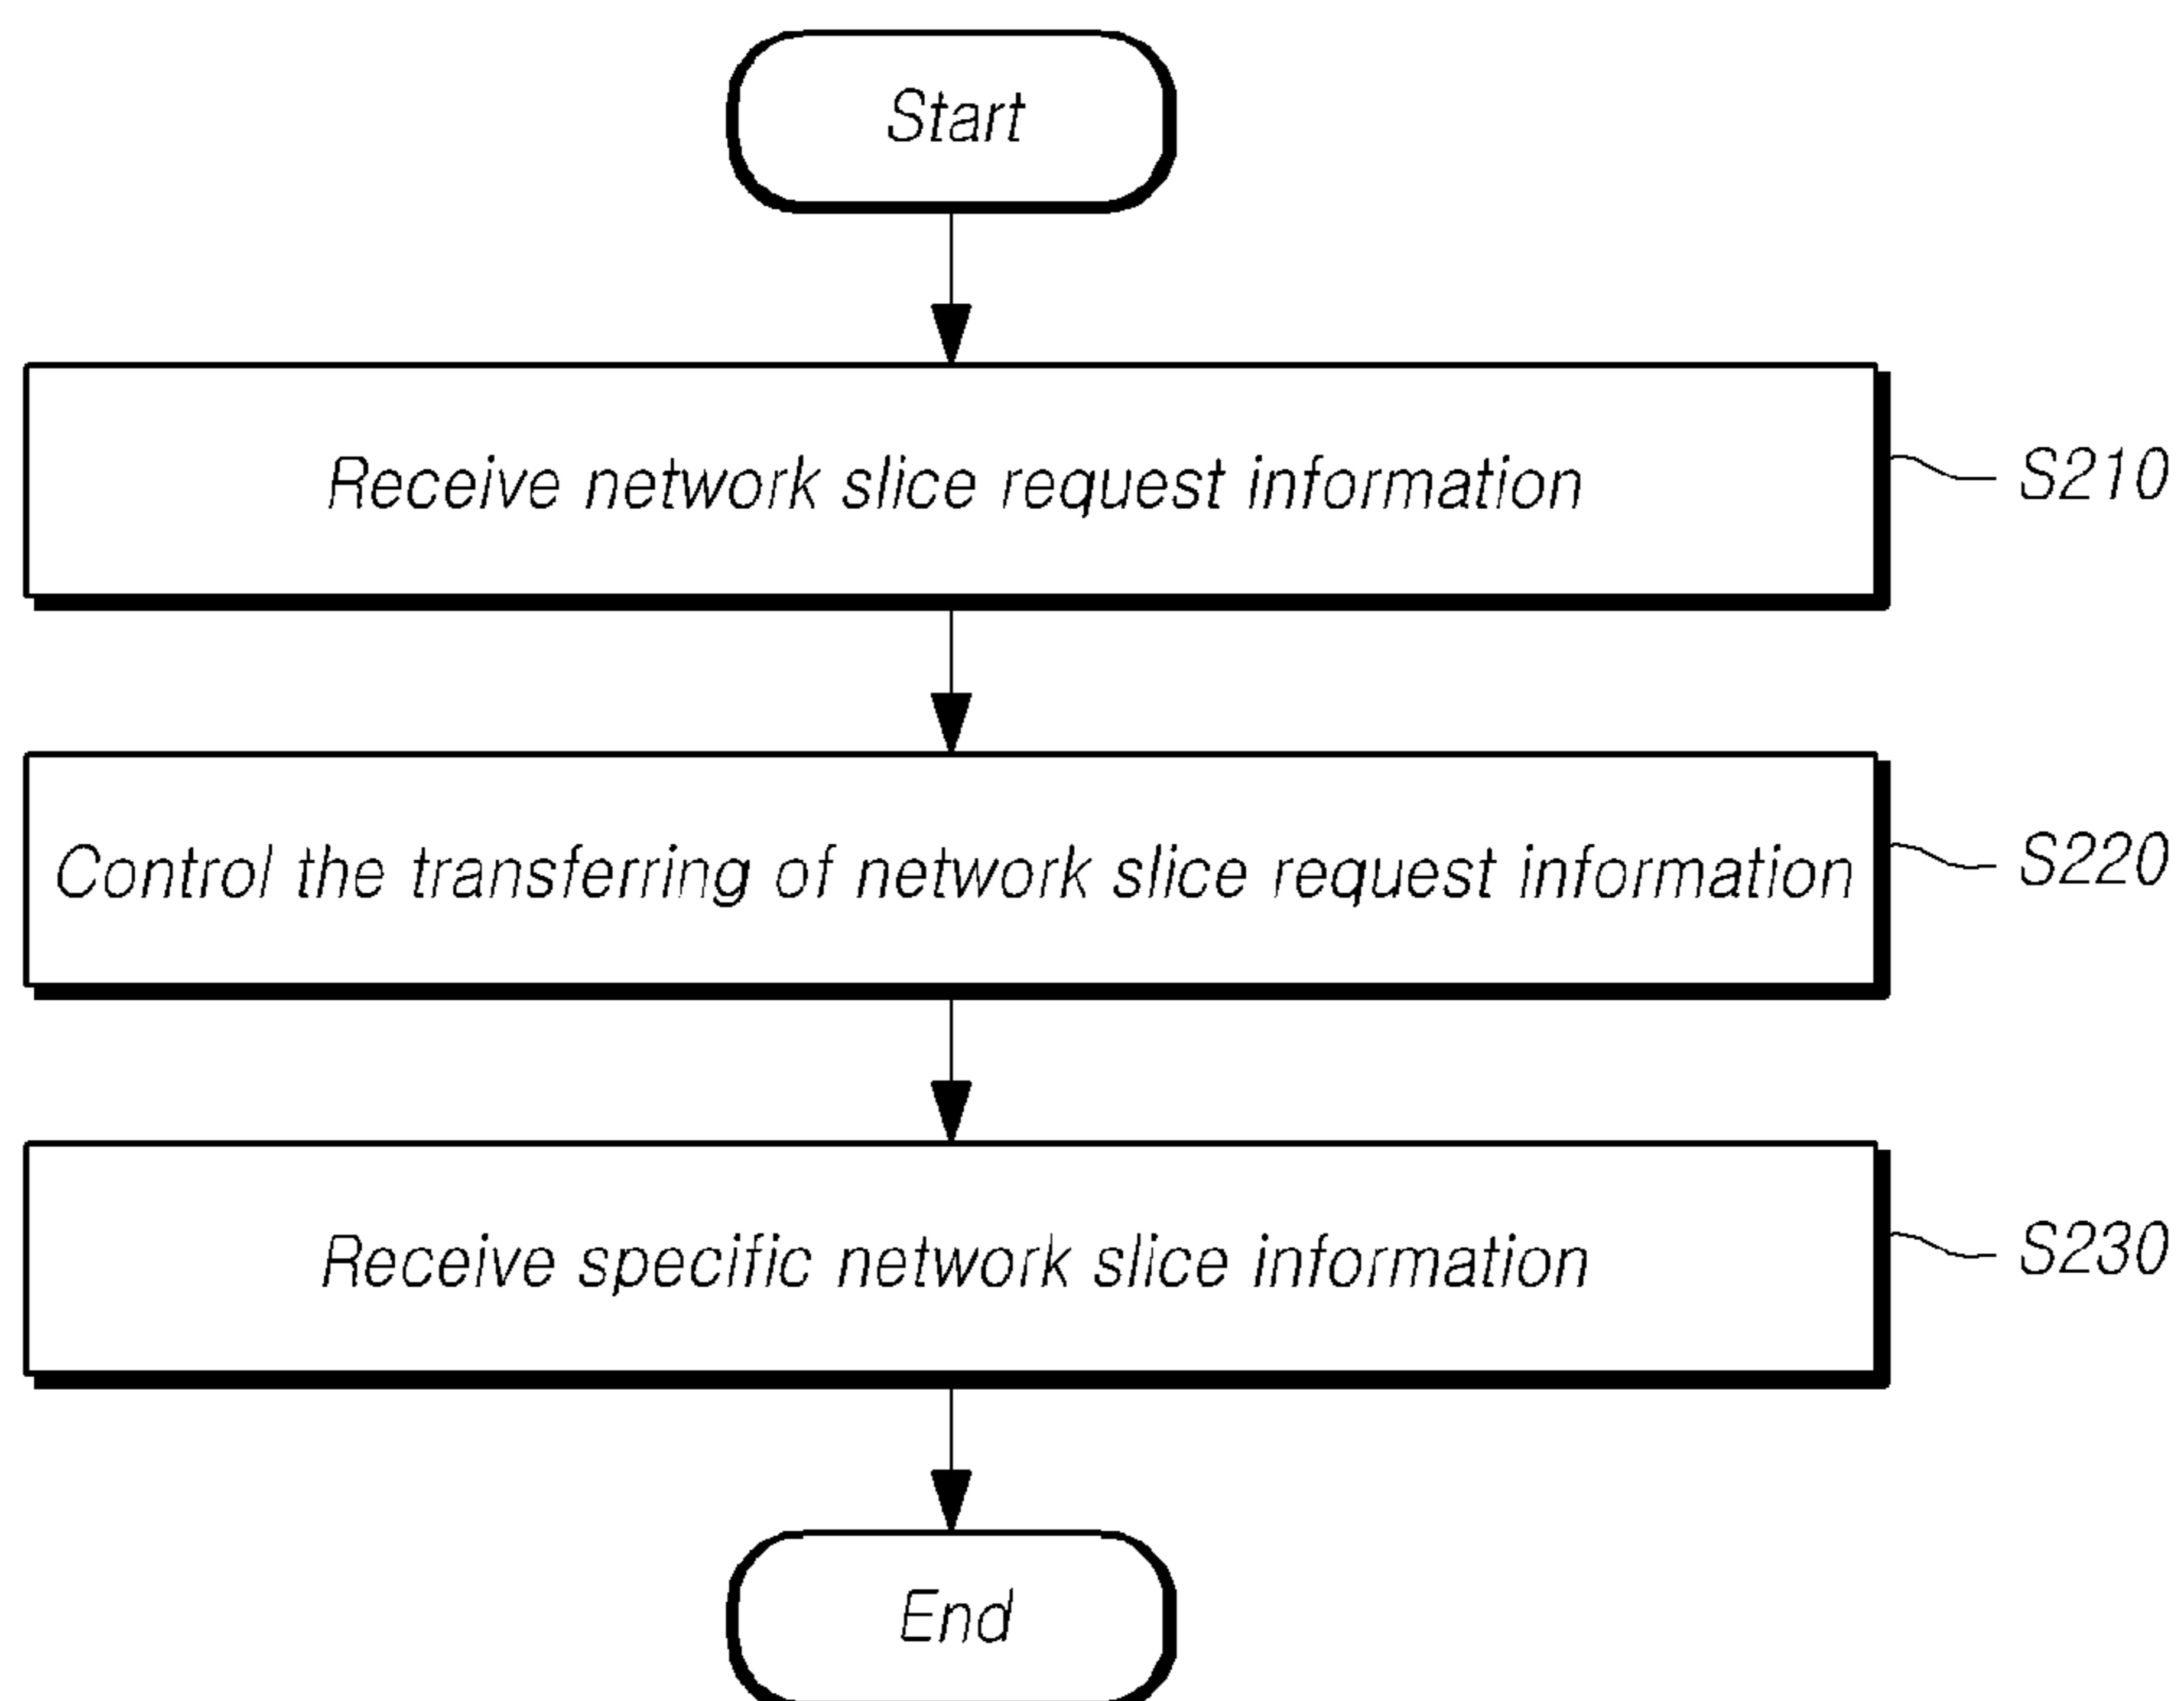 Start
Receive network slice request information
S210
Control the transferring of network slice request information
S220
Receive specific network slice information
S230
End